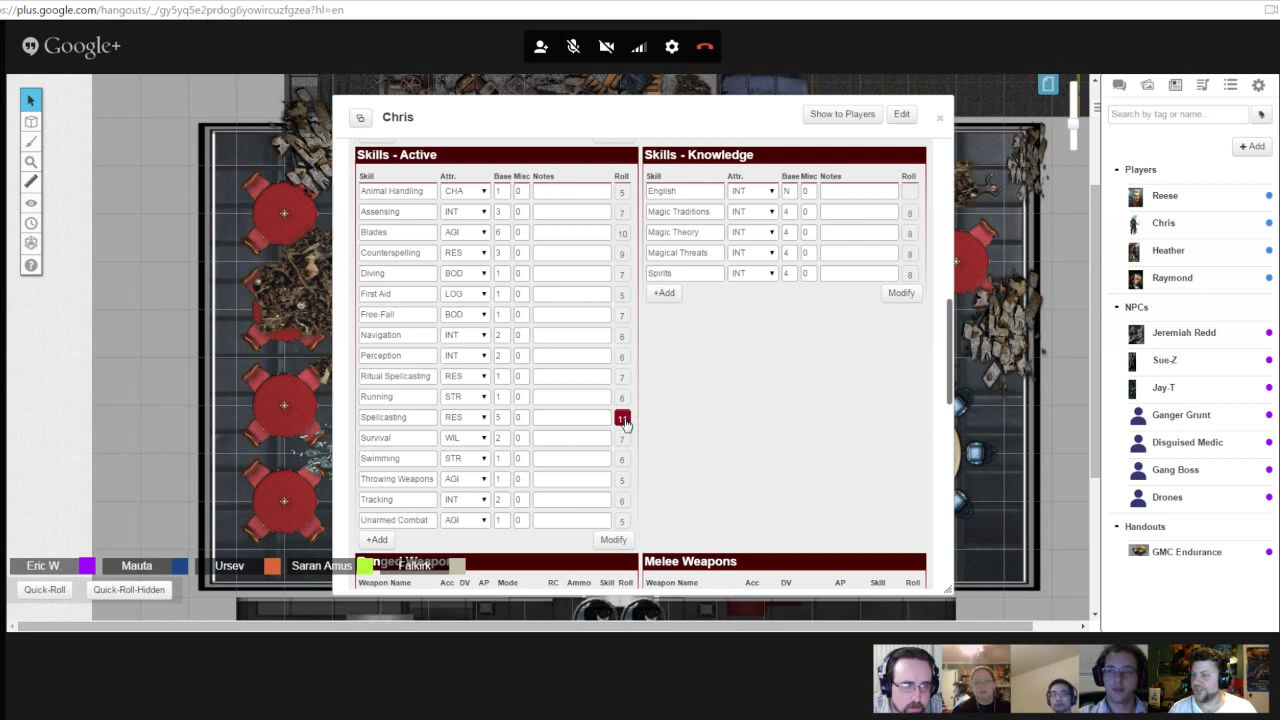 s://plus.google.com/hangouts/_/gy5yq5e2prdog6yowircuzfgzea?hl=en
Google+
Chris
Show to Players
Edit
×
Search by tag or name...
+ Add
Skills - Active
Skill Attr. Base Misc Notes Roll
Animal Handling CHA 1 0 5
Assensing INT 3 0 7
Blades AGI 6 0 10
Counterspelling RES 3 0 9
Diving BOD 1 0 7
First Aid LOG 1 0 5
Free-Fall BOD 1 0 7
Navigation INT 2 0 6
Perception INT 2 0 6
Ritual Spellcasting RES 1 0 7
Running STR 1 0 6
Spellcasting RES 5 0 11
Survival WIL 2 0 7
Swimming STR 1 0 6
Throwing Weapons AGI 1 0 5
Tracking INT 2 0 6
Unarmed Combat AGI 1 0 5
+Add Modify
Skills - Knowledge
Skill Attr. Base Misc Notes Roll
English INT N 0
Magic Traditions INT 4 0 8
Magic Theory INT 4 0 8
Magical Threats INT 4 0 8
Spirits INT 4 0 8
+Add Modify
Weapon Name Acc DV AP Mode RC Ammo Skill Roll
Melee Weapons
Weapon Name Acc DV AP Skill Roll
Players
Reese
Chris
Heather
Raymond
NPCs
Jeremiah Redd
Sue-Z
Jay-T
Ganger Grunt
Disguised Medic
Gang Boss
Drones
Handouts
GMC Endurance
Eric W.
Mauta
Ursev
Saran Amus
Falkirk
Quick-Roll
Quick-Roll-Hidden